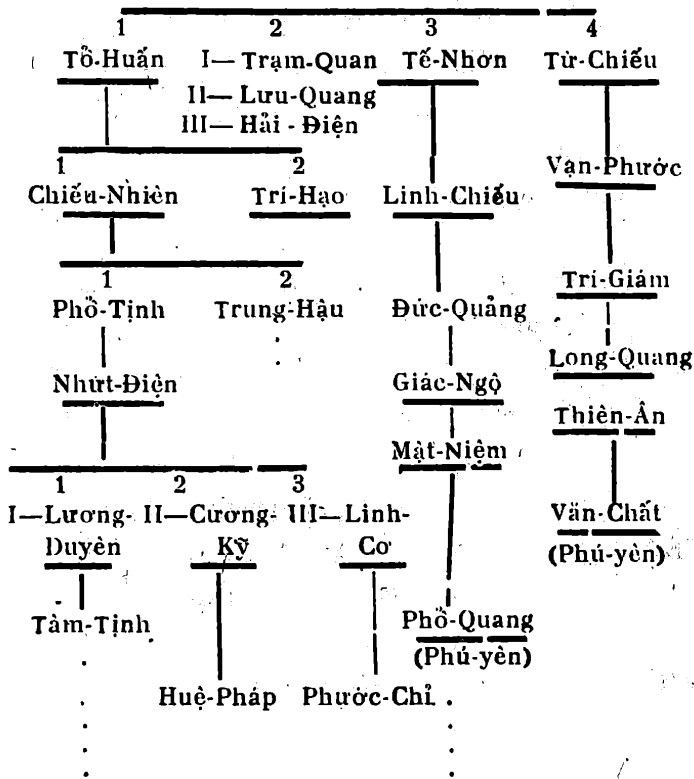 1 2 3 4
Tổ-Huấn I— Trạm-Quan Tế-Nhơn Từ-Chiếu
II— Lưu-Quang
III— Hải - Điện
1 2 Vạn-Phước
Chiếu-Nhiên Trí-Hạo Linh-Chiếu
1 2 Trí-Giám
Phổ-Tịnh Trung-Hậu Đức-Quảng
Long-Quang
Nhứt-Điện Giác-Ngộ
Thiên-Ân
Mật-Niệm
1 2 3
I—Lương- II—Cương- III—Linh- Văn-Chất
Duyên Kỹ Cơ (Phú-yên)
Tâm-Tịnh Phổ-Quang
(Phú-yên)
Huệ-Pháp Phước-Chỉ